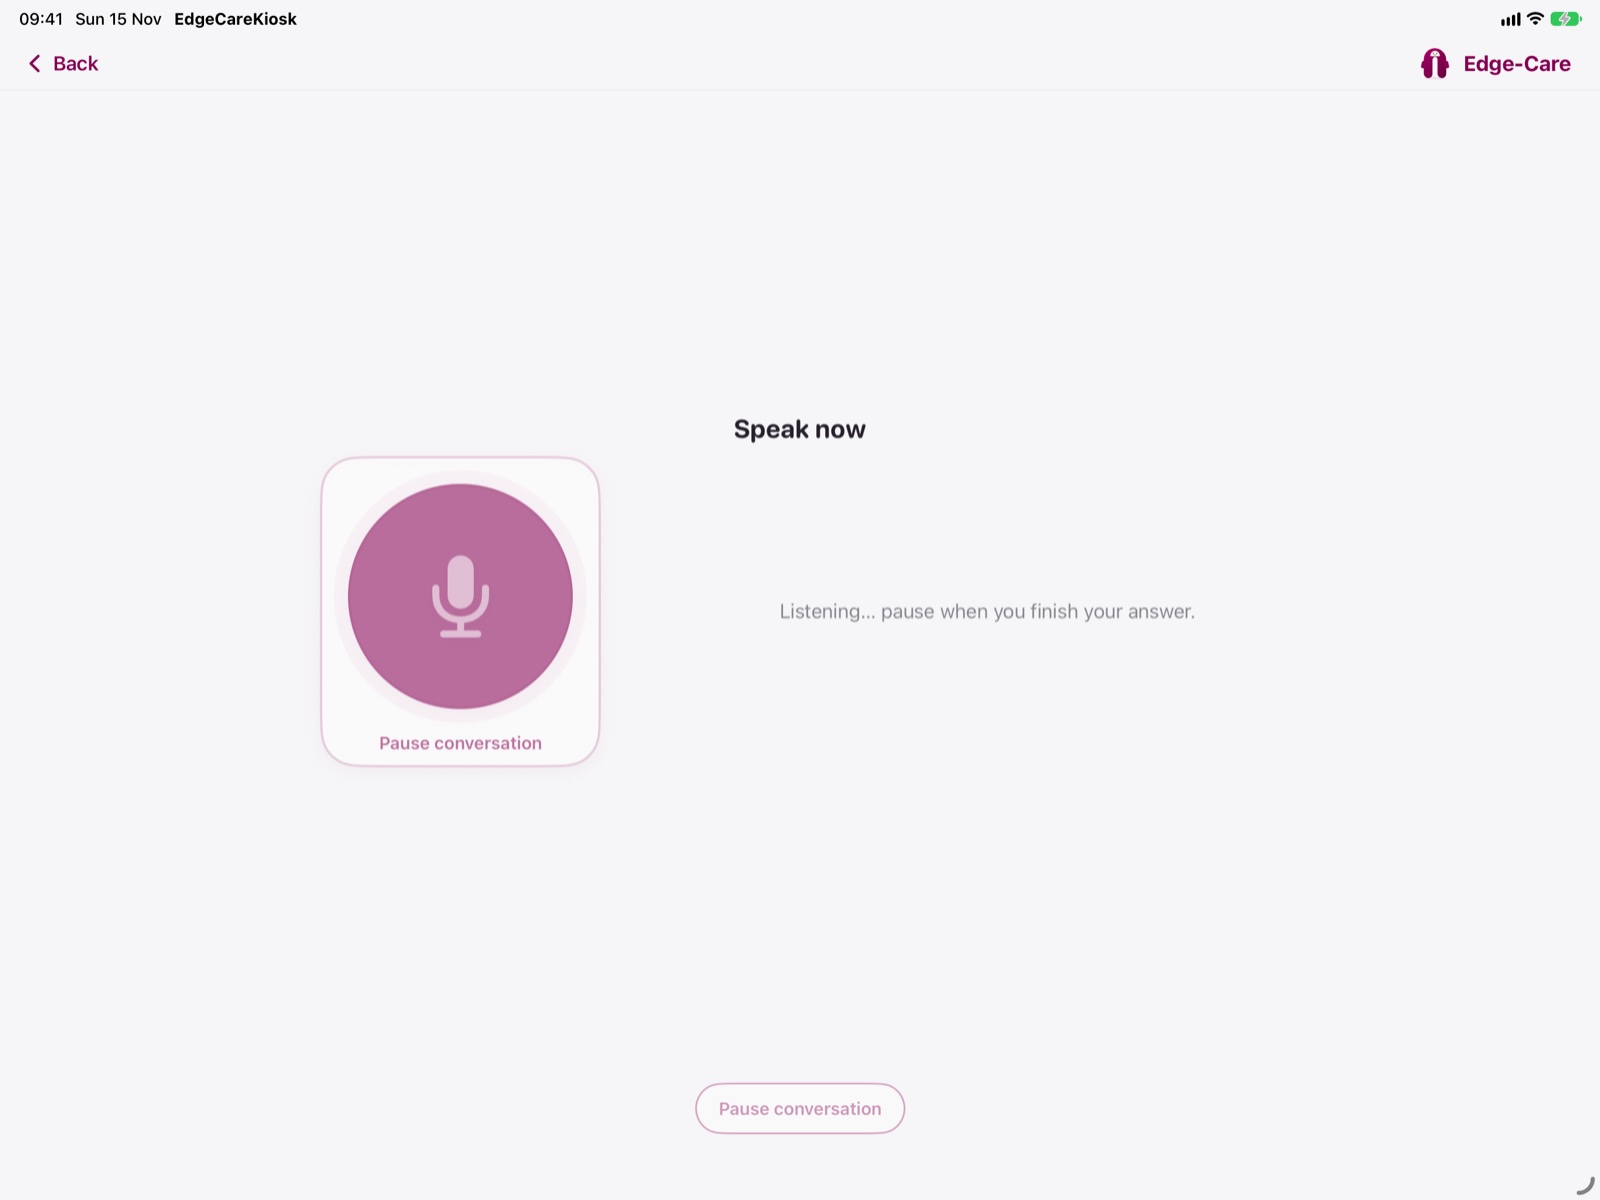 09:41 Sun 15 Nov EdgeCareKiosk
Back
Edge-Care
Speak now
Listening... pause when you finish your answer.
Pause conversation
Pause conversation